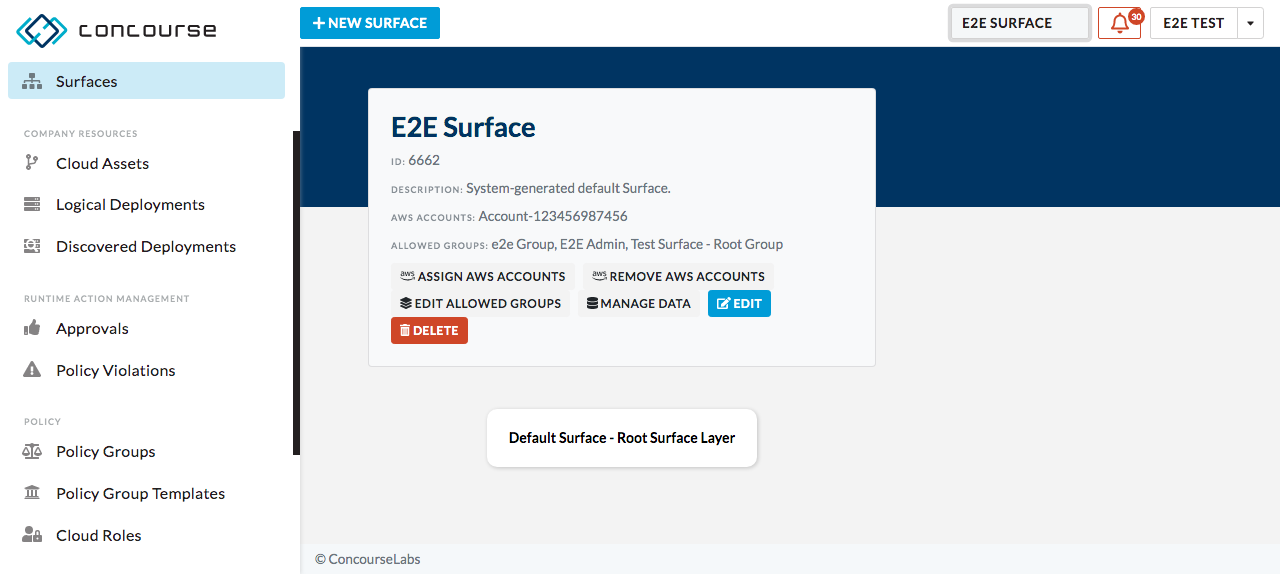 concourse
NEW SURFACE
E2E SURFACE
30
E2E TEST
Surfaces
COMPANY RESOURCES
Cloud Assets
Logical Deployments
Discovered Deployments
RUNTIME ACTION MANAGEMENT
Approvals
Policy Violations
POLICY
Policy Groups
Policy Group Templates
Cloud Roles
E2E Surface
ID: 6662
DESCRIPTION: System-generated default Surface.
AWS ACCOUNTS: Account-123456987456
ALLOWED GROUPS: e2e Group, E2E Admin, Test Surface - Root Group
aws ASSIGN AWS ACCOUNTS aws REMOVE AWS ACCOUNTS
EDIT ALLOWED GROUPS MANAGE DATA EDIT
DELETE
Default Surface - Root Surface Layer
© ConcourseLabs